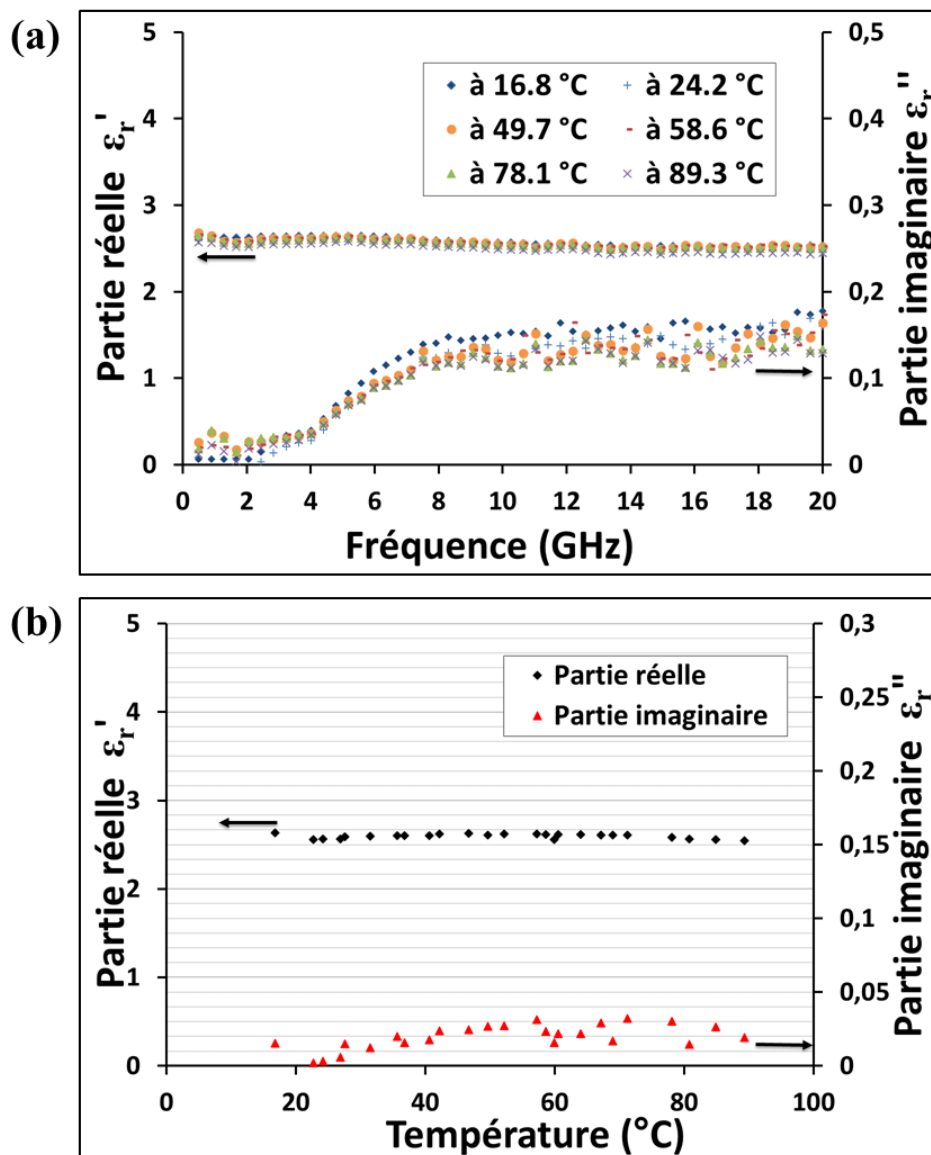 (a)
5
4
3
2
1
0
Partie réelle εr'
0,5
0,4
0,3
0,2
0,1
0
Partie imaginaire εr''
à 16.8 °C
à 24.2 °C
à 49.7 °C
à 58.6 °C
à 78.1 °C
à 89.3 °C
0 2 4 6 8 10 12 14 16 18 20
Fréquence (GHz)
(b)
5
4
3
2
1
0
Partie réelle εr'
0,3
0,25
0,2
0,15
0,1
0,05
0
Partie imaginaire εr''
Partie réelle
Partie imaginaire
0 20 40 60 80 100
Température (°C)